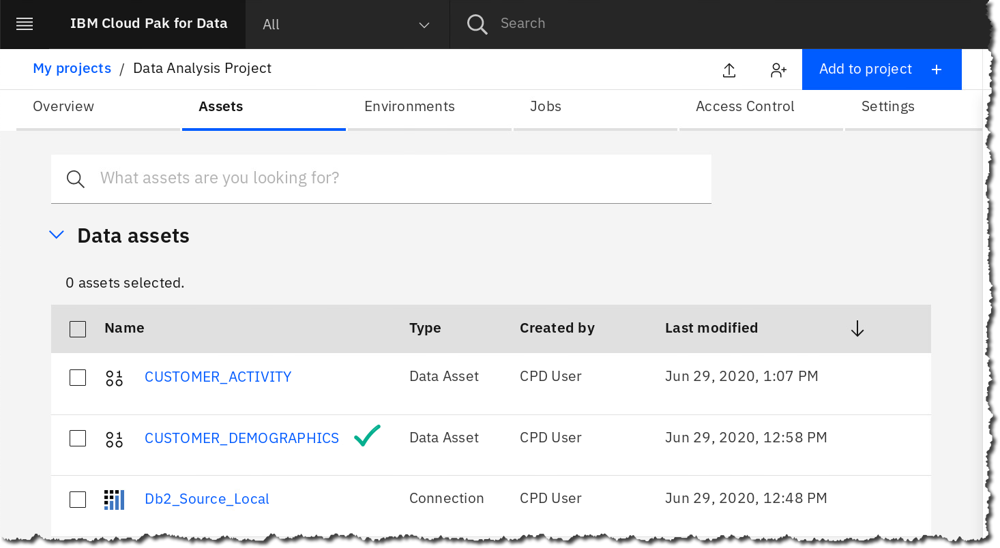 IBM Cloud Pak for Data All Search
My projects / Data Analysis Project Add to project +
Overview Assets Environments Jobs Access Control Settings
What assets are you looking for?
Data assets
0 assets selected.
Name Type Created by Last modified
CUSTOMER_ACTIVITY Data Asset CPD User Jun 29, 2020, 1:07 PM
CUSTOMER_DEMOGRAPHICS Data Asset CPD User Jun 29, 2020, 12:58 PM
Db2_Source_Local Connection CPD User Jun 29, 2020, 12:48 PM